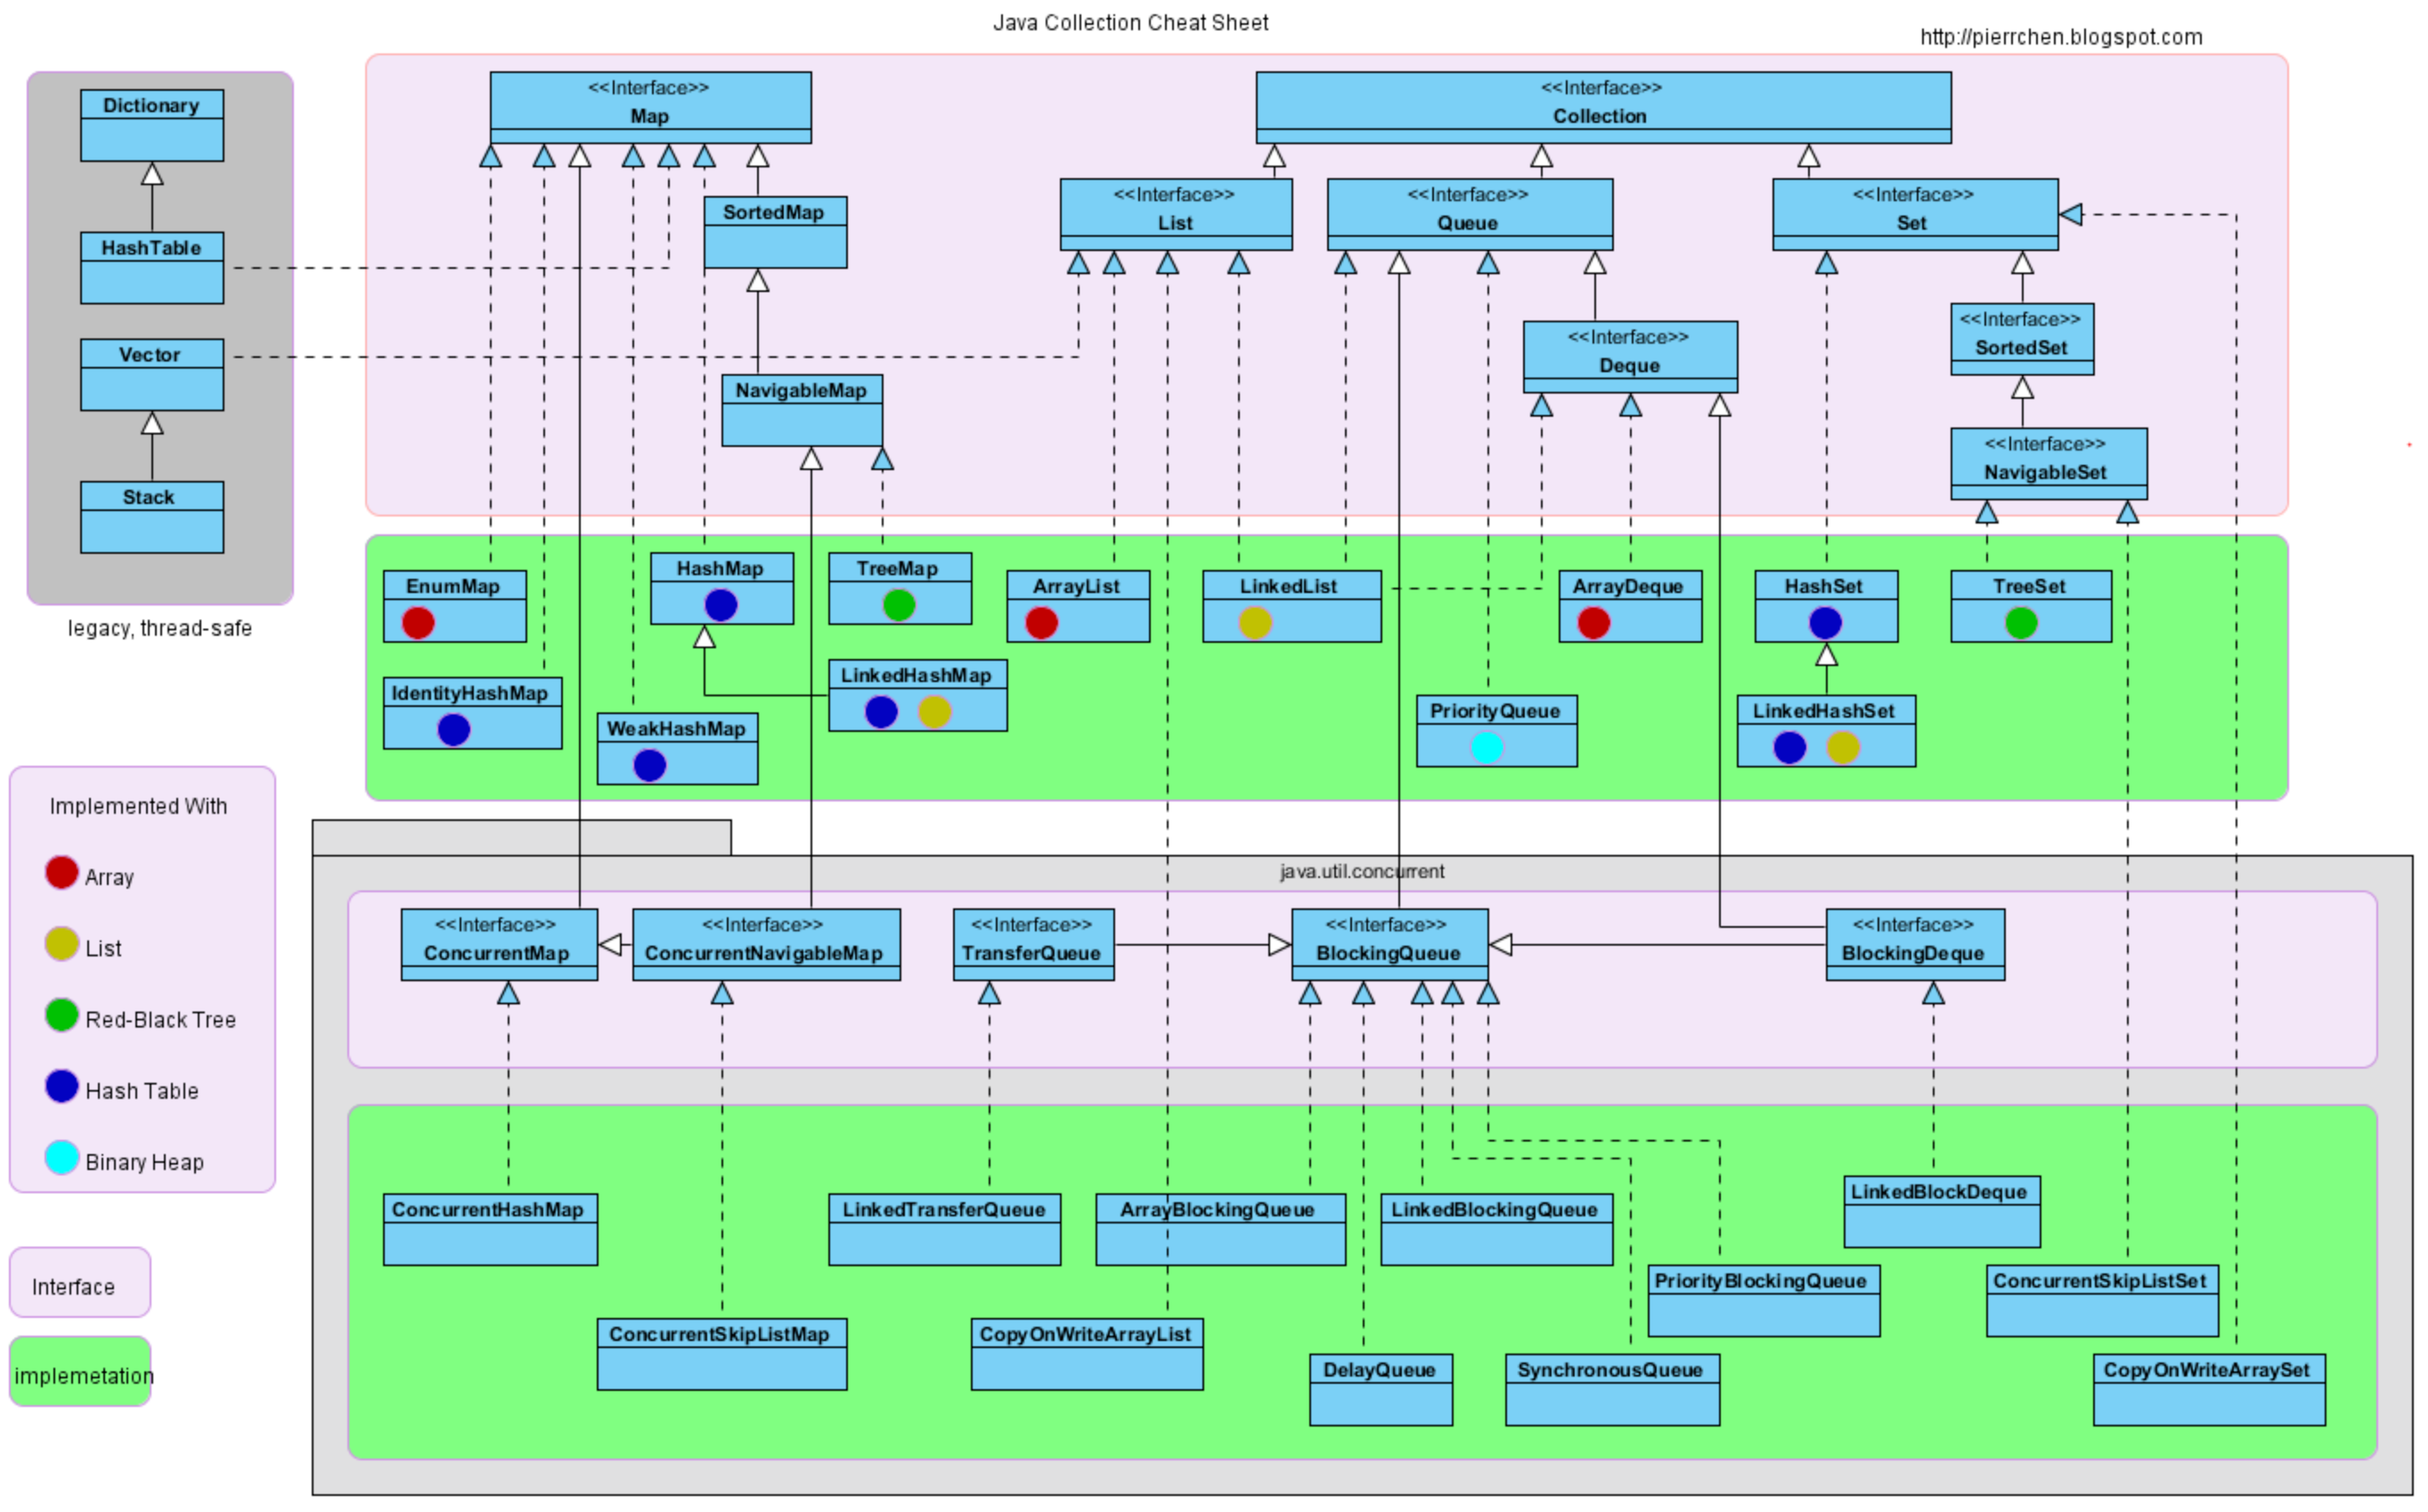 Java Collection Cheat Sheet
http://pierrchen.blogspot.com
Dictionary
HashTable
Vector
Stack
legacy, thread-safe
<<Interface>>
Map
SortedMap
NavigableMap
<<Interface>>
Collection
<<Interface>>
List
<<Interface>>
Queue
<<Interface>>
Set
<<Interface>>
Deque
<<Interface>>
SortedSet
<<Interface>>
NavigableSet
EnumMap
HashMap
TreeMap
ArrayList
LinkedList
ArrayDeque
HashSet
TreeSet
IdentityHashMap
WeakHashMap
LinkedHashMap
PriorityQueue
LinkedHashSet
Implemented With
Array
List
Red-Black Tree
Hash Table
Binary Heap
Interface
implemetation
java.util.concurrent
<<Interface>>
ConcurrentMap
<<Interface>>
ConcurrentNavigableMap
<<Interface>>
TransferQueue
<<Interface>>
BlockingQueue
<<Interface>>
BlockingDeque
ConcurrentHashMap
LinkedTransferQueue
ArrayBlockingQueue
LinkedBlockingQueue
LinkedBlockDeque
PriorityBlockingQueue
ConcurrentSkipListSet
ConcurrentSkipListMap
CopyOnWriteArrayList
DelayQueue
SynchronousQueue
CopyOnWriteArraySet